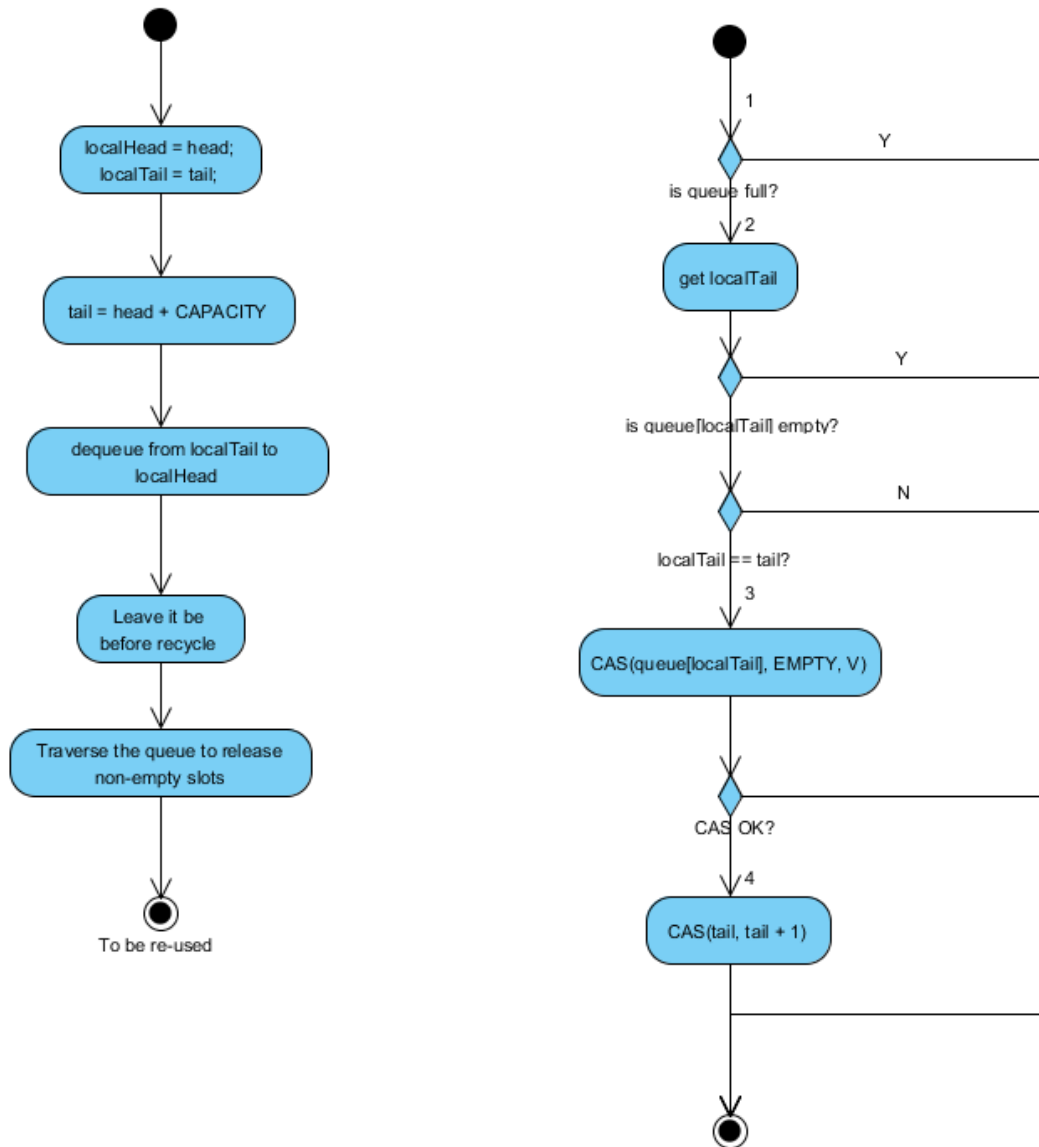 localHead = head;
localTail = tail;
tail = head + CAPACITY
dequeue from localTail to
localHead
Leave it be
before recycle
Traverse the queue to release
non-empty slots
To be re-used
1
Y
is queue full?
2
get localTail
Y
is queue[localTail] empty?
N
localTail == tail?
3
CAS(queue[localTail], EMPTY, V)
CAS OK?
4
CAS(tail, tail + 1)